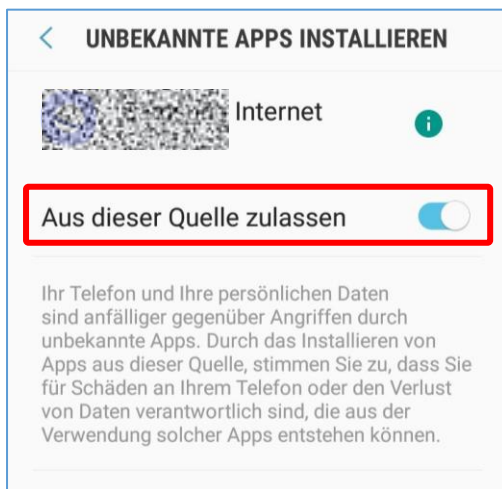 UNBEKANNTE APPS INSTALLIEREN
Internet
Aus dieser Quelle zulassen
Ihr Telefon und Ihre persönlichen Daten
sind anfälliger gegenüber Angriffen durch
unbekannte Apps. Durch das Installieren von
Apps aus dieser Quelle, stimmen Sie zu, dass Sie
für Schäden an Ihrem Telefon oder den Verlust
von Daten verantwortlich sind, die aus der
Verwendung solcher Apps entstehen können.